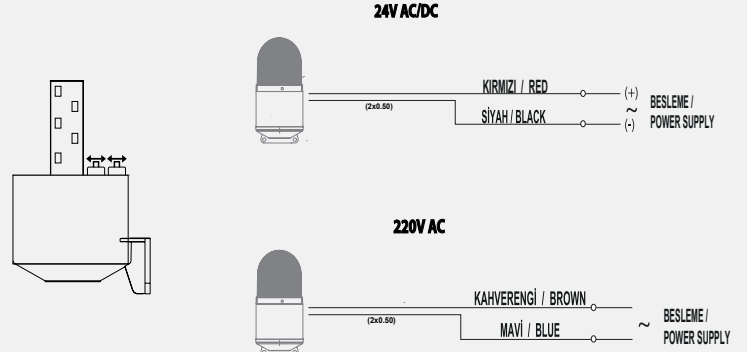 24V AC/DC
KIRMIZI / RED
(+)
(2x0.50)
~
BESLEME /
POWER SUPPLY
SİYAH / BLACK
(-)
220V AC
KAHVERENGİ / BROWN
(2x0.50)
~
BESLEME /
POWER SUPPLY
MAVİ / BLUE